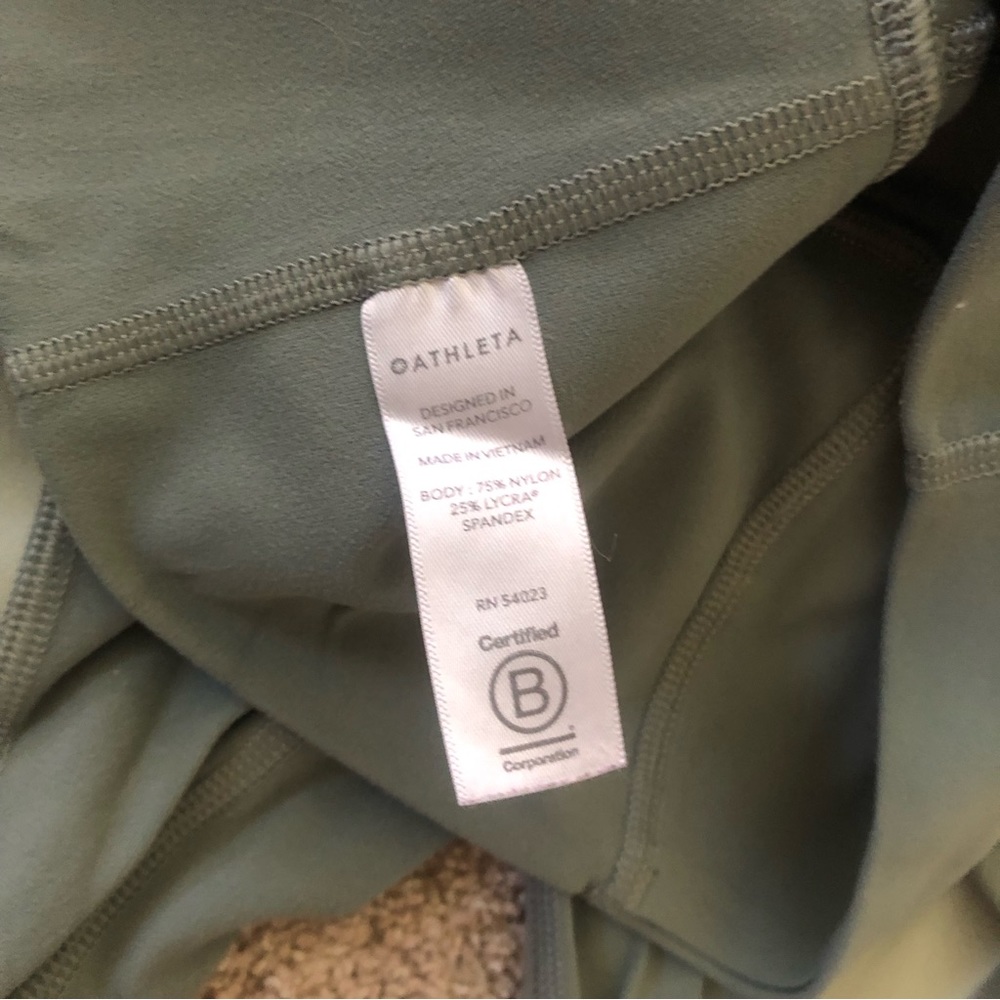 ATHLETA
DESIGNED IN
SAN FRANCISCO
MADE IN VIETNAM
BODY : 75% NYLON
25% LYCRA®
SPANDEX
RN 54023
Certified
B
Corporation